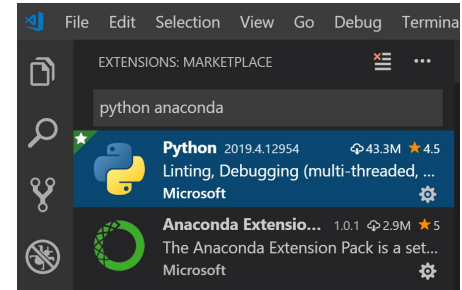 File Edit Selection View Go Debug Termina
EXTENSIONS: MARKETPLACE
python anaconda
Python 2019.4.12954 43.3M 4.5
Linting, Debugging (multi-threaded, ...
Microsoft
Anaconda Extensio... 1.0.1 2.9M 5
The Anaconda Extension Pack is a set...
Microsoft